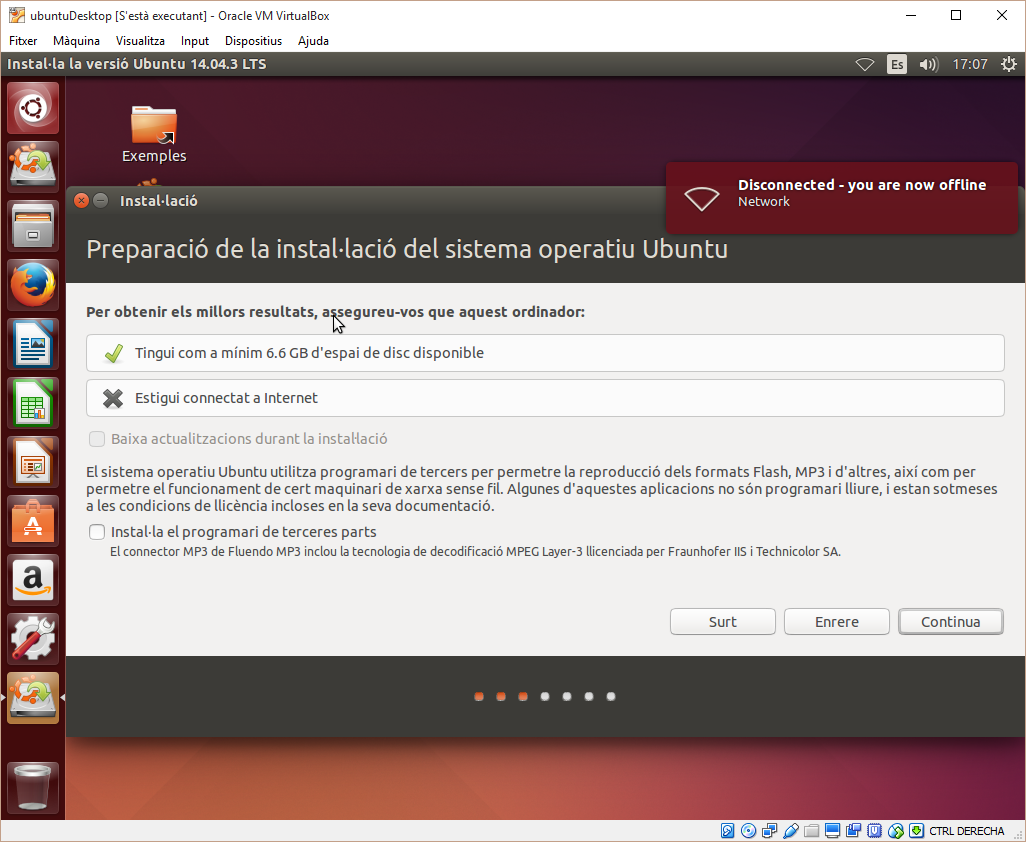 ubuntuDesktop [S'està executant] - Oracle VM VirtualBox
Fitxer Màquina Visualitza Input Dispositius Ajuda
Instal·la la versió Ubuntu 14.04.3 LTS
Es
17:07
Exemples
Disconnected - you are now offline
Network
Instal·lació
Preparació de la instal·lació del sistema operatiu Ubuntu
Per obtenir els millors resultats, assegureu-vos que aquest ordinador:
Tingui com a mínim 6.6 GB d'espai de disc disponible
Estigui connectat a Internet
Baixa actualitzacions durant la instal·lació
El sistema operatiu Ubuntu utilitza programari de tercers per permetre la reproducció dels formats Flash, MP3 i d'altres, així com per
permetre el funcionament de cert maquinari de xarxa sense fil. Algunes d'aquestes aplicacions no són programari lliure, i estan sotmeses
a les condicions de llicència incloses en la seva documentació.
Instal·la el programari de terceres parts
El connector MP3 de Fluendo MP3 inclou la tecnologia de decodificació MPEG Layer-3 llicenciada per Fraunhofer IIS i Technicolor SA.
Surt
Enrere
Continua
CTRL DERECHA